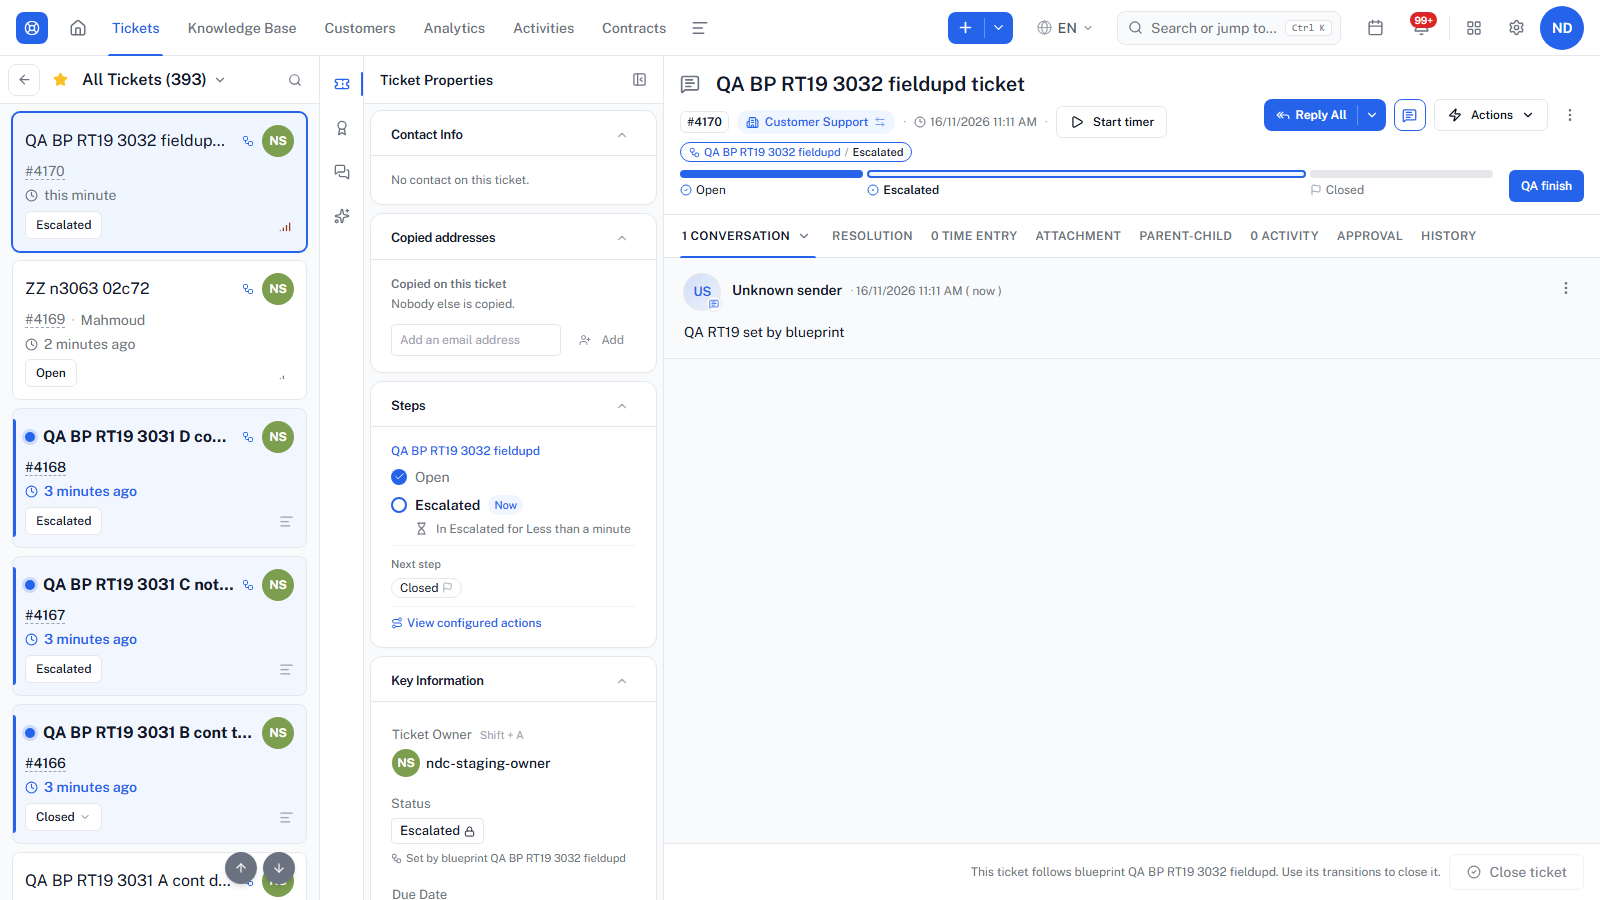 Tickets
Knowledge Base
Customers
Analytics
Activities
Contracts
EN
Search or jump to...
Ctrl K
99+
ND
All Tickets (393)
QA BP RT19 3032 fieldup...
NS
#4170
this minute
Escalated
ZZ n3063 02c72
NS
#4169 · Mahmoud
2 minutes ago
Open
QA BP RT19 3031 D co...
NS
#4168
3 minutes ago
Escalated
QA BP RT19 3031 C not...
NS
#4167
3 minutes ago
Escalated
QA BP RT19 3031 B cont t...
NS
#4166
3 minutes ago
Closed
QA BP RT19 3031 A cont d...
Ticket Properties
Contact Info
No contact on this ticket.
Copied addresses
Copied on this ticket
Nobody else is copied.
Add an email address
Add
Steps
QA BP RT19 3032 fieldupd
Open
Escalated Now
In Escalated for Less than a minute
Next step
Closed
View configured actions
Key Information
Ticket Owner Shift + A
NS ndc-staging-owner
Status
Escalated
Set by blueprint QA BP RT19 3032 fieldupd
Due Date
QA BP RT19 3032 fieldupd ticket
#4170
Customer Support
· 16/11/2026 11:11 AM ·
Start timer
Reply All
Actions
QA BP RT19 3032 fieldupd / Escalated
Open
Escalated
Closed
QA finish
1 CONVERSATION
RESOLUTION
0 TIME ENTRY
ATTACHMENT
PARENT-CHILD
0 ACTIVITY
APPROVAL
HISTORY
US
Unknown sender · 16/11/2026 11:11 AM ( now )
QA RT19 set by blueprint
This ticket follows blueprint QA BP RT19 3032 fieldupd. Use its transitions to close it.
Close ticket